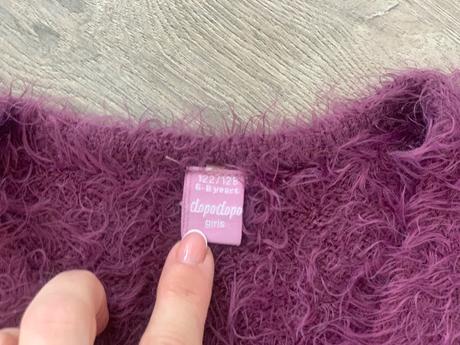 122/128
6-8 years
dopodopo
girls